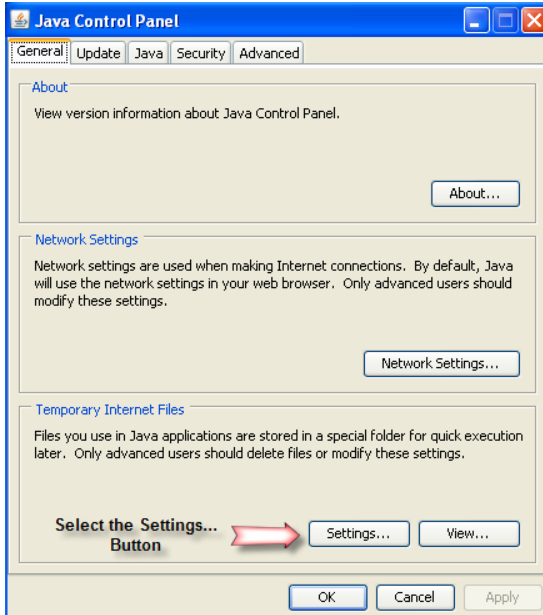 Java Control Panel
General Update Java Security Advanced
About
View version information about Java Control Panel.
About...
Network Settings
Network settings are used when making Internet connections. By default, Java
will use the network settings in your web browser. Only advanced users should
modify these settings.
Network Settings...
Temporary Internet Files
Files you use in Java applications are stored in a special folder for quick execution
later. Only advanced users should delete files or modify these settings.
Select the Settings...
Button
Settings... View...
OK Cancel Apply